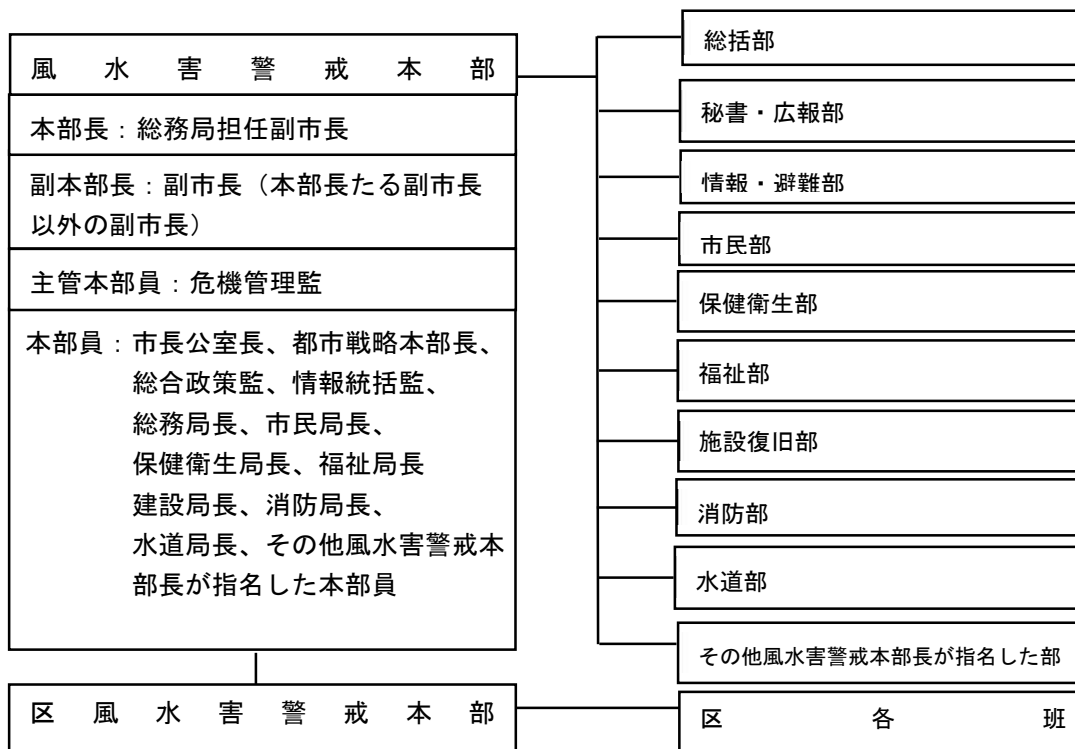 風水害警戒本部
本部長：総務局担任副市長
副本部長：副市長（本部長たる副市長
以外の副市長）
主管本部員：危機管理監
本部員：市長公室長、都市戦略本部長、
総合政策監、情報統括監、
総務局長、市民局長、
保健衛生局長、福祉局長
建設局長、消防局長、
水道局長、その他風水害警戒本
部長が指名した本部員
区風水害警戒本部
総括部
秘書・広報部
情報・避難部
市民部
保健衛生部
福祉部
施設復旧部
消防部
水道部
その他風水害警戒本部長が指名した部
区各班